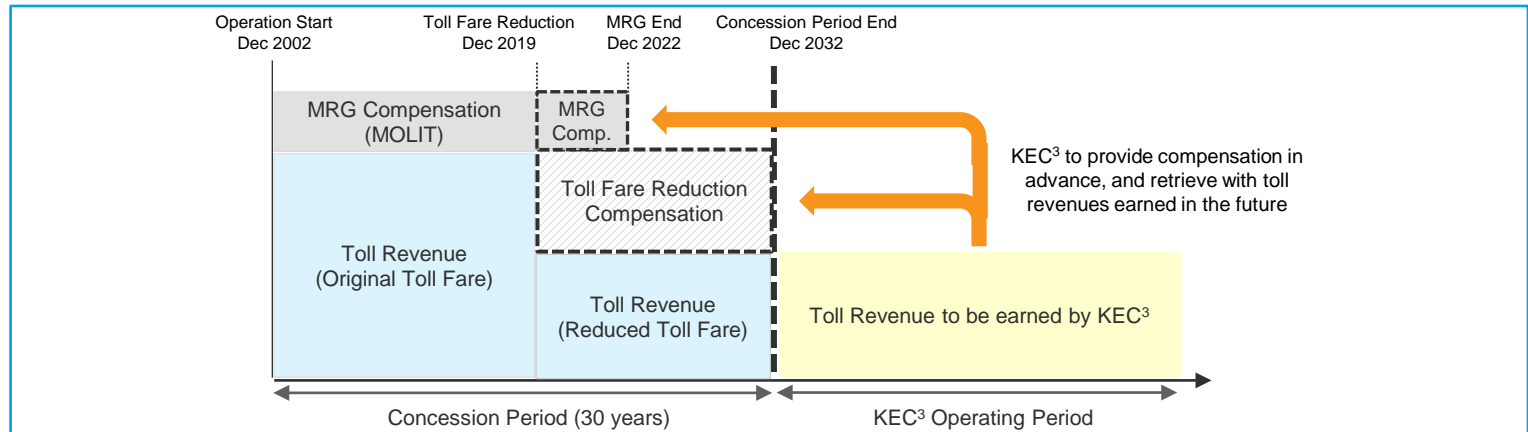 Operation Start
Dec 2002
Toll Fare Reduction
Dec 2019
MRG End
Dec 2022
Concession Period End
Dec 2032
MRG Compensation
(MOLIT)
MRG
Comp.
KEC³ to provide compensation in
advance, and retrieve with toll
revenues earned in the future
Toll Fare Reduction
Compensation
Toll Revenue
(Original Toll Fare)
Toll Revenue
(Reduced Toll Fare)
Toll Revenue to be earned by KEC³
Concession Period (30 years)
KEC³ Operating Period